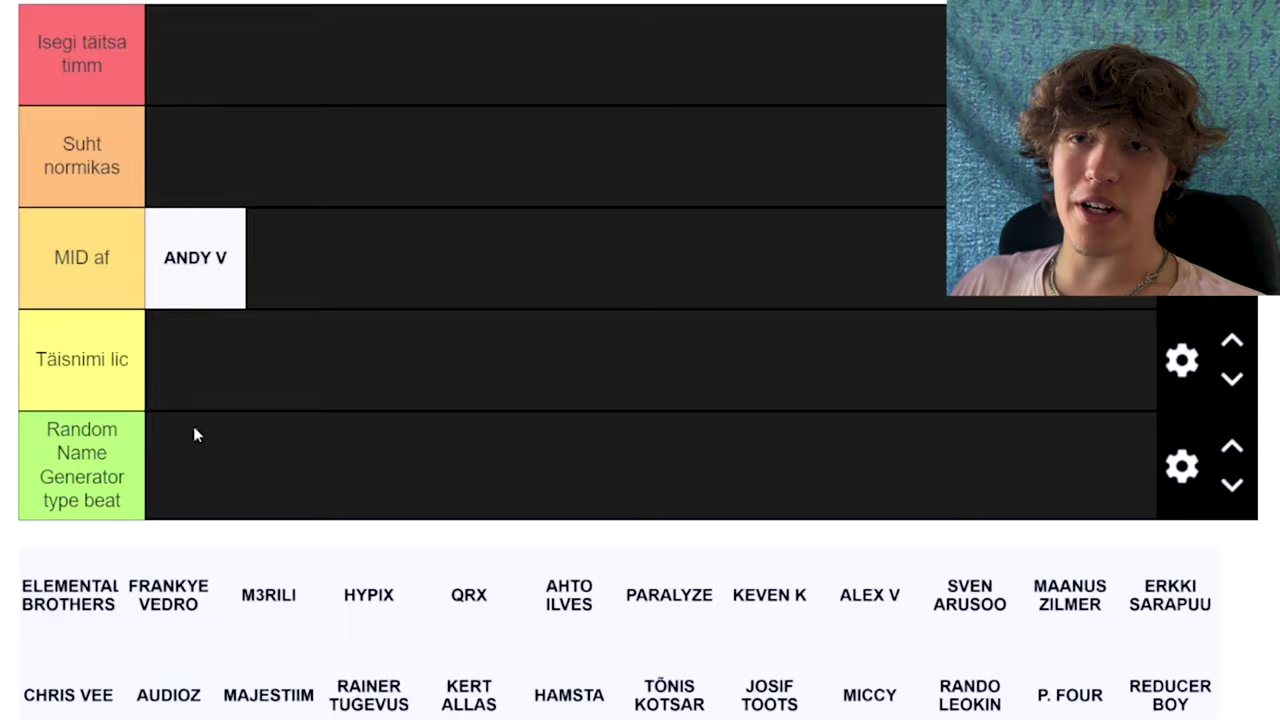 Isegi täitsa
timm
Suht
normikas
MID af
ANDY V
Täisnimi lic
Random
Name
Generator
type beat
ELEMENTAL
BROTHERS
FRANKYE
VEDRO
M3RILI
HYPIX
QRX
AHTO
ILVES
PARALYZE
KEVEN K
ALEX V
SVEN
ARUSOO
MAANUS
ZILMER
ERKKI
SARAPUU
CHRIS VEE
AUDIOZ
MAJESTIIM
RAINER
TUGEVUS
KERT
ALLAS
HAMSTA
TÕNIS
KOTSAR
JOSIF
TOOTS
MICCY
RANDO
LEOKIN
P. FOUR
REDUCER
BOY